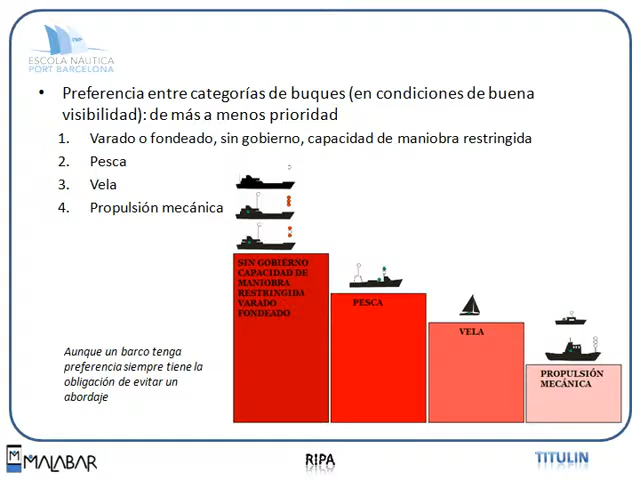 ESCOLA NÀUTICA
PORT BARCELONA
• Preferencia entre categorías de buques (en condiciones de buena
visibilidad): de más a menos prioridad
1. Varado o fondeado, sin gobierno, capacidad de maniobra restringida
2. Pesca
3. Vela
4. Propulsión mecánica
SIN GOBIERNO
CAPACIDAD DE
MANIOBRA
RESTRINGIDA
VARADO
FONDEADO
PESCA
VELA
PROPULSIÓN
MECÁNICA
Aunque un barco tenga
preferencia siempre tiene la
obligación de evitar un
abordaje
MALABAR
RIPA
TITULIN